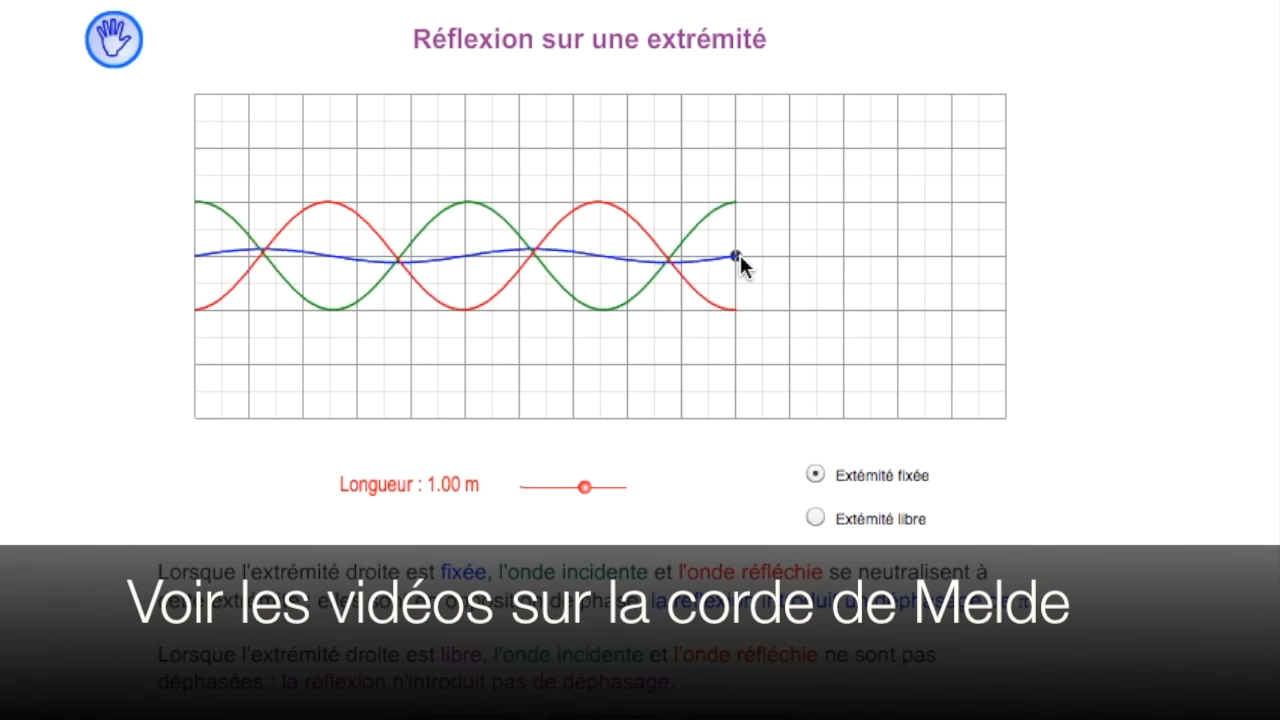 Réflexion sur une extrémité
Longueur : 1.00 m
Extémité fixée
Extémité libre
Lorsque l'extrémité droite est fixée, l'onde incidente et l'onde réfléchie se neutralisent à
Voir les vidéos sur la corde de Melde
Lorsque l'extrémité droite est libre, l'onde incidente et l'onde réfléchie ne sont pas
déphasées : la réflexion n'introduit pas de déphasage.